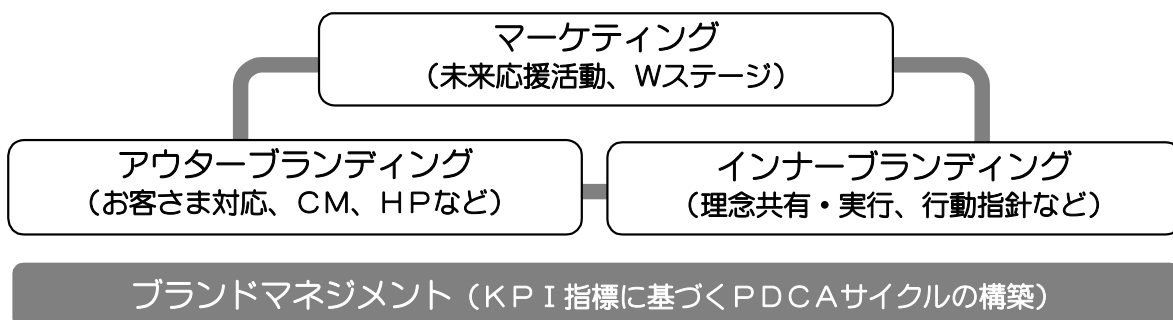 マーケティング
（未来応援活動、Ｗステージ）
アウターブランディング
（お客さま対応、ＣＭ、ＨＰなど）
インナーブランディング
（理念共有・実行、行動指針など）
ブランドマネジメント（ＫＰＩ指標に基づくＰＤＣＡサイクルの構築）